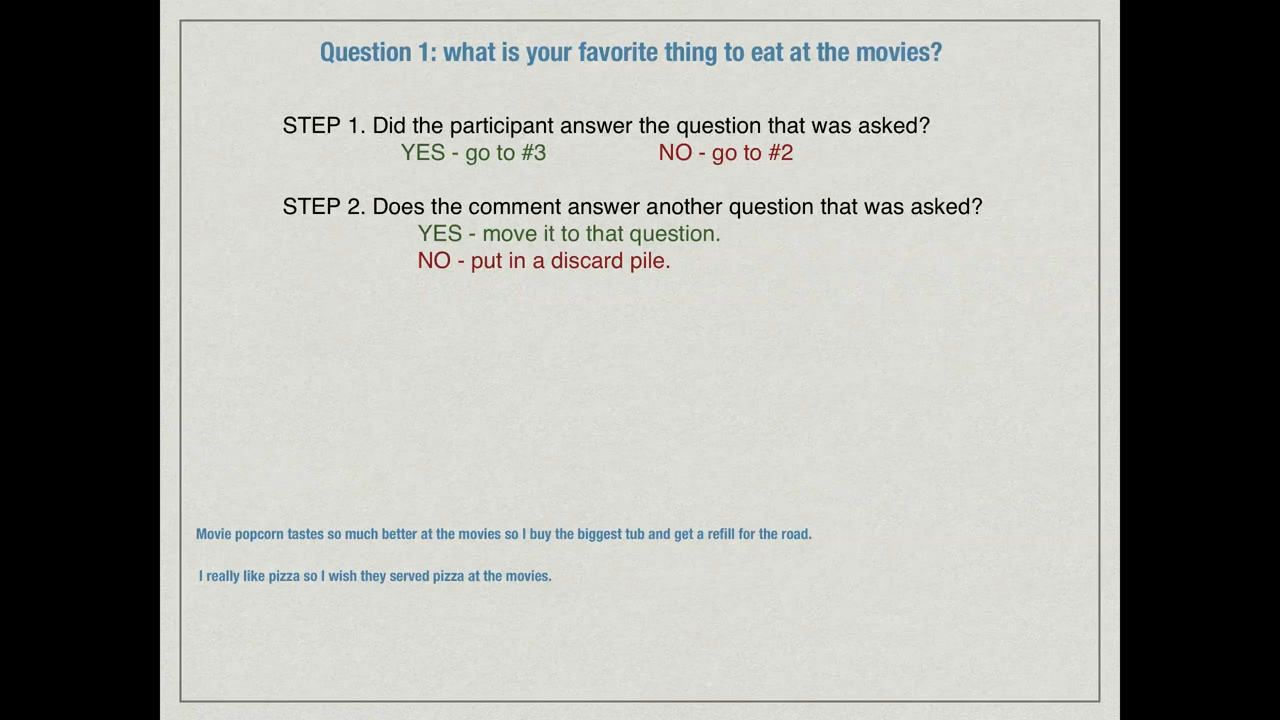 Question 1: what is your favorite thing to eat at the movies?
STEP 1. Did the participant answer the question that was asked?
YES - go to #3 NO - go to #2
STEP 2. Does the comment answer another question that was asked?
YES - move it to that question.
NO - put in a discard pile.
Movie popcorn tastes so much better at the movies so I buy the biggest tub and get a refill for the road.
I really like pizza so I wish they served pizza at the movies.